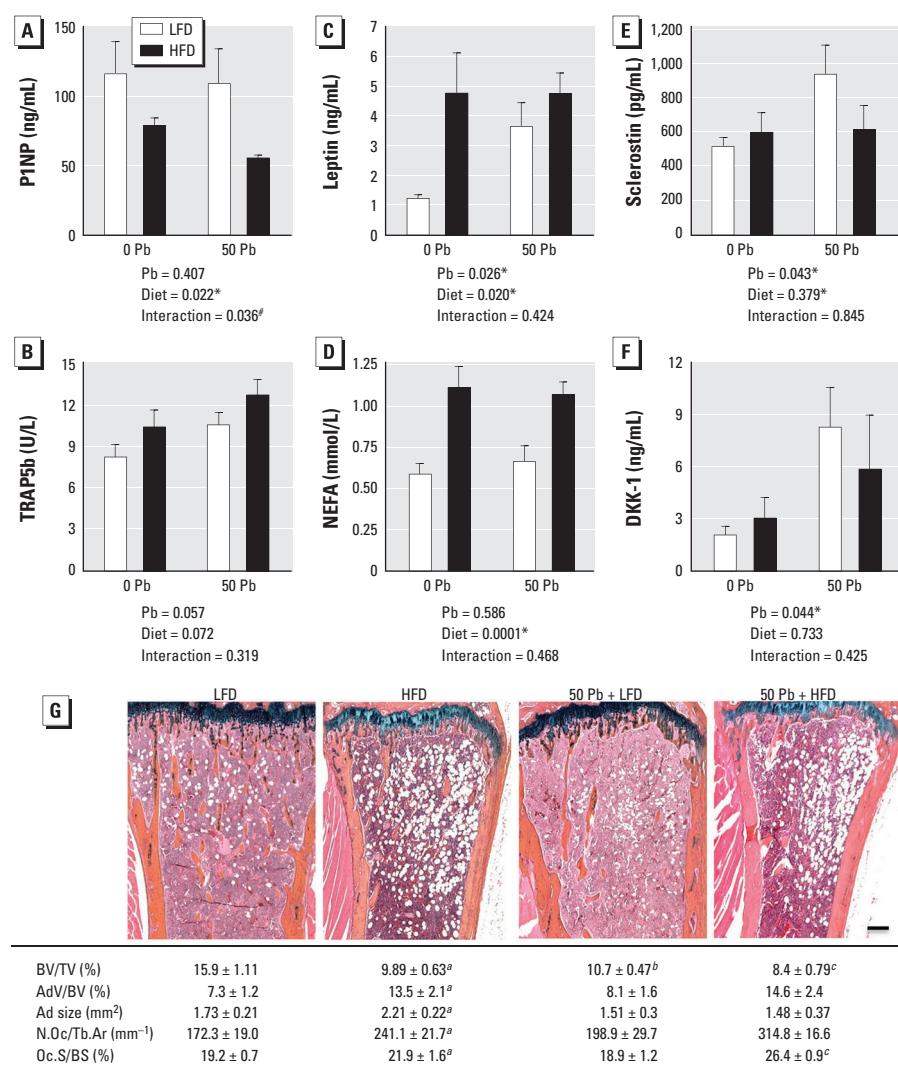 A
150
100
50
0
P1NP (ng/mL)
LFD
HFD
0 Pb
50 Pb
Pb = 0.407
Diet = 0.022*
Interaction = 0.036#
C
7
6
5
4
3
2
1
0
Leptin (ng/mL)
0 Pb
50 Pb
Pb = 0.026*
Diet = 0.020*
Interaction = 0.424
E
1,200
1,000
800
600
400
200
0
Sclerostin (pg/mL)
0 Pb
50 Pb
Pb = 0.043*
Diet = 0.379*
Interaction = 0.845
B
15
12
9
6
3
0
TRAP5b (U/L)
0 Pb
50 Pb
Pb = 0.057
Diet = 0.072
Interaction = 0.319
D
1.25
1.00
0.75
0.50
0.25
0
NEFA (mmol/L)
0 Pb
50 Pb
Pb = 0.586
Diet = 0.0001*
Interaction = 0.468
F
12
9
6
3
0
DKK-1 (ng/mL)
0 Pb
50 Pb
Pb = 0.044*
Diet = 0.733
Interaction = 0.425
G
LFD HFD 50 Pb + LFD 50 Pb + HFD
BV/TV (%) 15.9 ± 1.11 9.89 ± 0.63a 10.7 ± 0.47b 8.4 ± 0.79c
AdV/BV (%) 7.3 ± 1.2 13.5 ± 2.1a 8.1 ± 1.6 14.6 ± 2.4
Ad size (mm2) 1.73 ± 0.21 2.21 ± 0.22a 1.51 ± 0.3 1.48 ± 0.37
N.Oc/Tb.Ar (mm–1) 172.3 ± 19.0 241.1 ± 21.7a 198.9 ± 29.7 314.8 ± 16.6
Oc.S/BS (%) 19.2 ± 0.7 21.9 ± 1.6a 18.9 ± 1.2 26.4 ± 0.9c